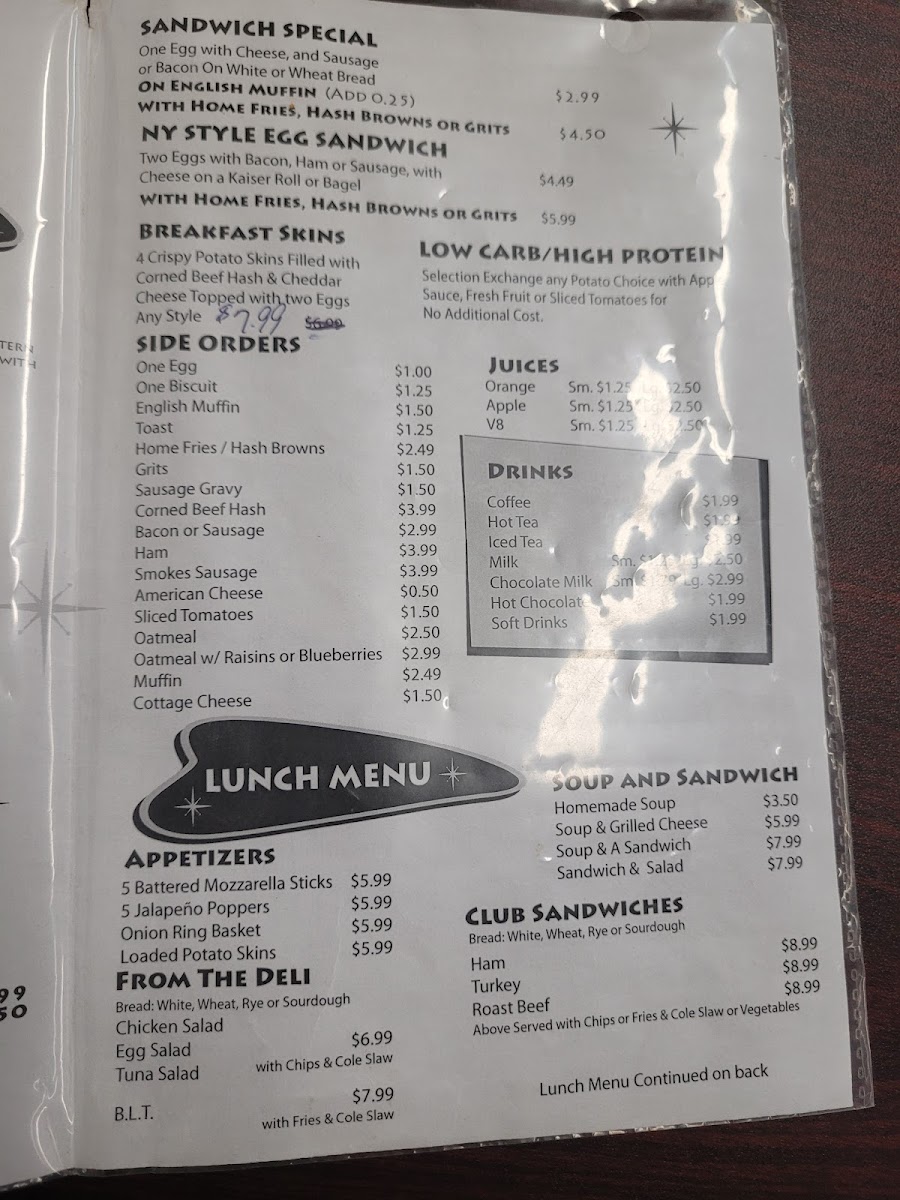 SANDWICH SPECIAL
One Egg with Cheese, and Sausage
or Bacon On White or Wheat Bread
ON ENGLISH MUFFIN (ADD 0.25) $2.99
WITH HOME FRIES, HASH BROWNS OR GRITS $4.50
NY STYLE EGG SANDWICH
Two Eggs with Bacon, Ham or Sausage, with
Cheese on a Kaiser Roll or Bagel $4.49
WITH HOME FRIES, HASH BROWNS OR GRITS $5.99
BREAKFAST SKINS
4 Crispy Potato Skins Filled with
Corned Beef Hash & Cheddar
Cheese Topped with two Eggs
Any Style $7.99
LOW CARB/HIGH PROTEIN
Selection Exchange any Potato Choice with App
Sauce, Fresh Fruit or Sliced Tomatoes for
No Additional Cost.
TERN
WITH
SIDE ORDERS
One Egg $1.00
One Biscuit $1.25
English Muffin $1.50
Toast $1.25
Home Fries / Hash Browns $2.49
Grits $1.50
Sausage Gravy $1.50
Corned Beef Hash $3.99
Bacon or Sausage $2.99
Ham $3.99
Smokes Sausage $3.99
American Cheese $0.50
Sliced Tomatoes $1.50
Oatmeal $2.50
Oatmeal w/ Raisins or Blueberries $2.99
Muffin $2.49
Cottage Cheese $1.50
JUICES
Orange Sm. $1.25 Lg. $2.50
Apple Sm. $1.25 Lg. $2.50
V8 Sm. $1.25
DRINKS
Coffee $1.99
Hot Tea $1.99
Iced Tea
Milk Sm.
Chocolate Milk Sm Lg. $2.99
Hot Chocolate $1.99
Soft Drinks $1.99
LUNCH MENU
APPETIZERS
5 Battered Mozzarella Sticks $5.99
5 Jalapeño Poppers $5.99
Onion Ring Basket $5.99
Loaded Potato Skins $5.99
FROM THE DELI
Bread: White, Wheat, Rye or Sourdough
Chicken Salad
Egg Salad $6.99
Tuna Salad with Chips & Cole Slaw
B.L.T. $7.99
with Fries & Cole Slaw
SOUP AND SANDWICH
Homemade Soup $3.50
Soup & Grilled Cheese $5.99
Soup & A Sandwich $7.99
Sandwich & Salad $7.99
CLUB SANDWICHES
Bread: White, Wheat, Rye or Sourdough
Ham $8.99
Turkey $8.99
Roast Beef $8.99
Above Served with Chips or Fries & Cole Slaw or Vegetables
Lunch Menu Continued on back
99
50